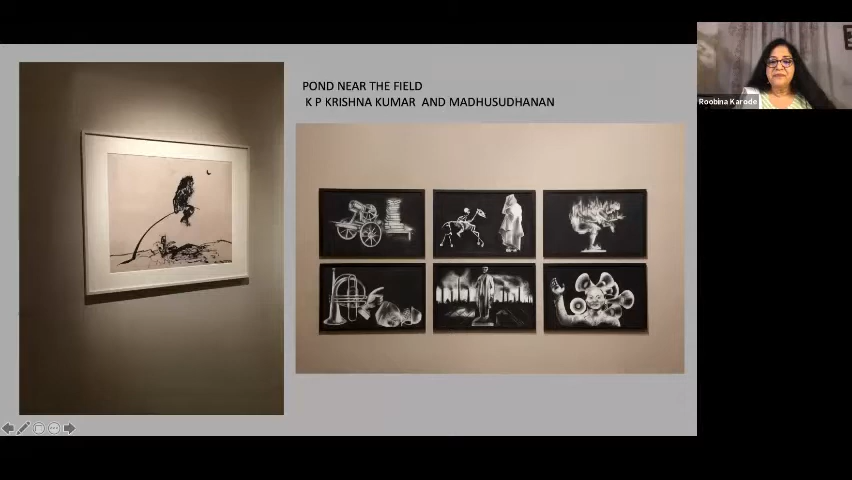 POND NEAR THE FIELD
K P KRISHNA KUMAR AND MADHUSUDHANAN
Roobina Karode